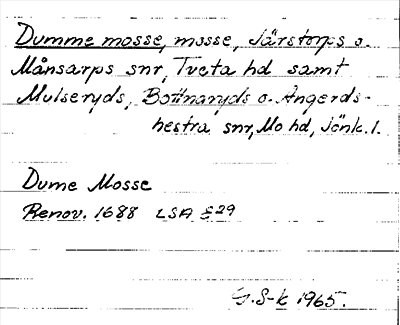 Dumme mosse, mosse, Järstorps o.
Månsarps snr, Tveta hd samt
Mulseryds, Bottnaryds o. Angerds-
hestra snr, Mo hd, Jönk. l.
Dume Mosse
Renov. 1688 LSA E29
G. S-k 1965.